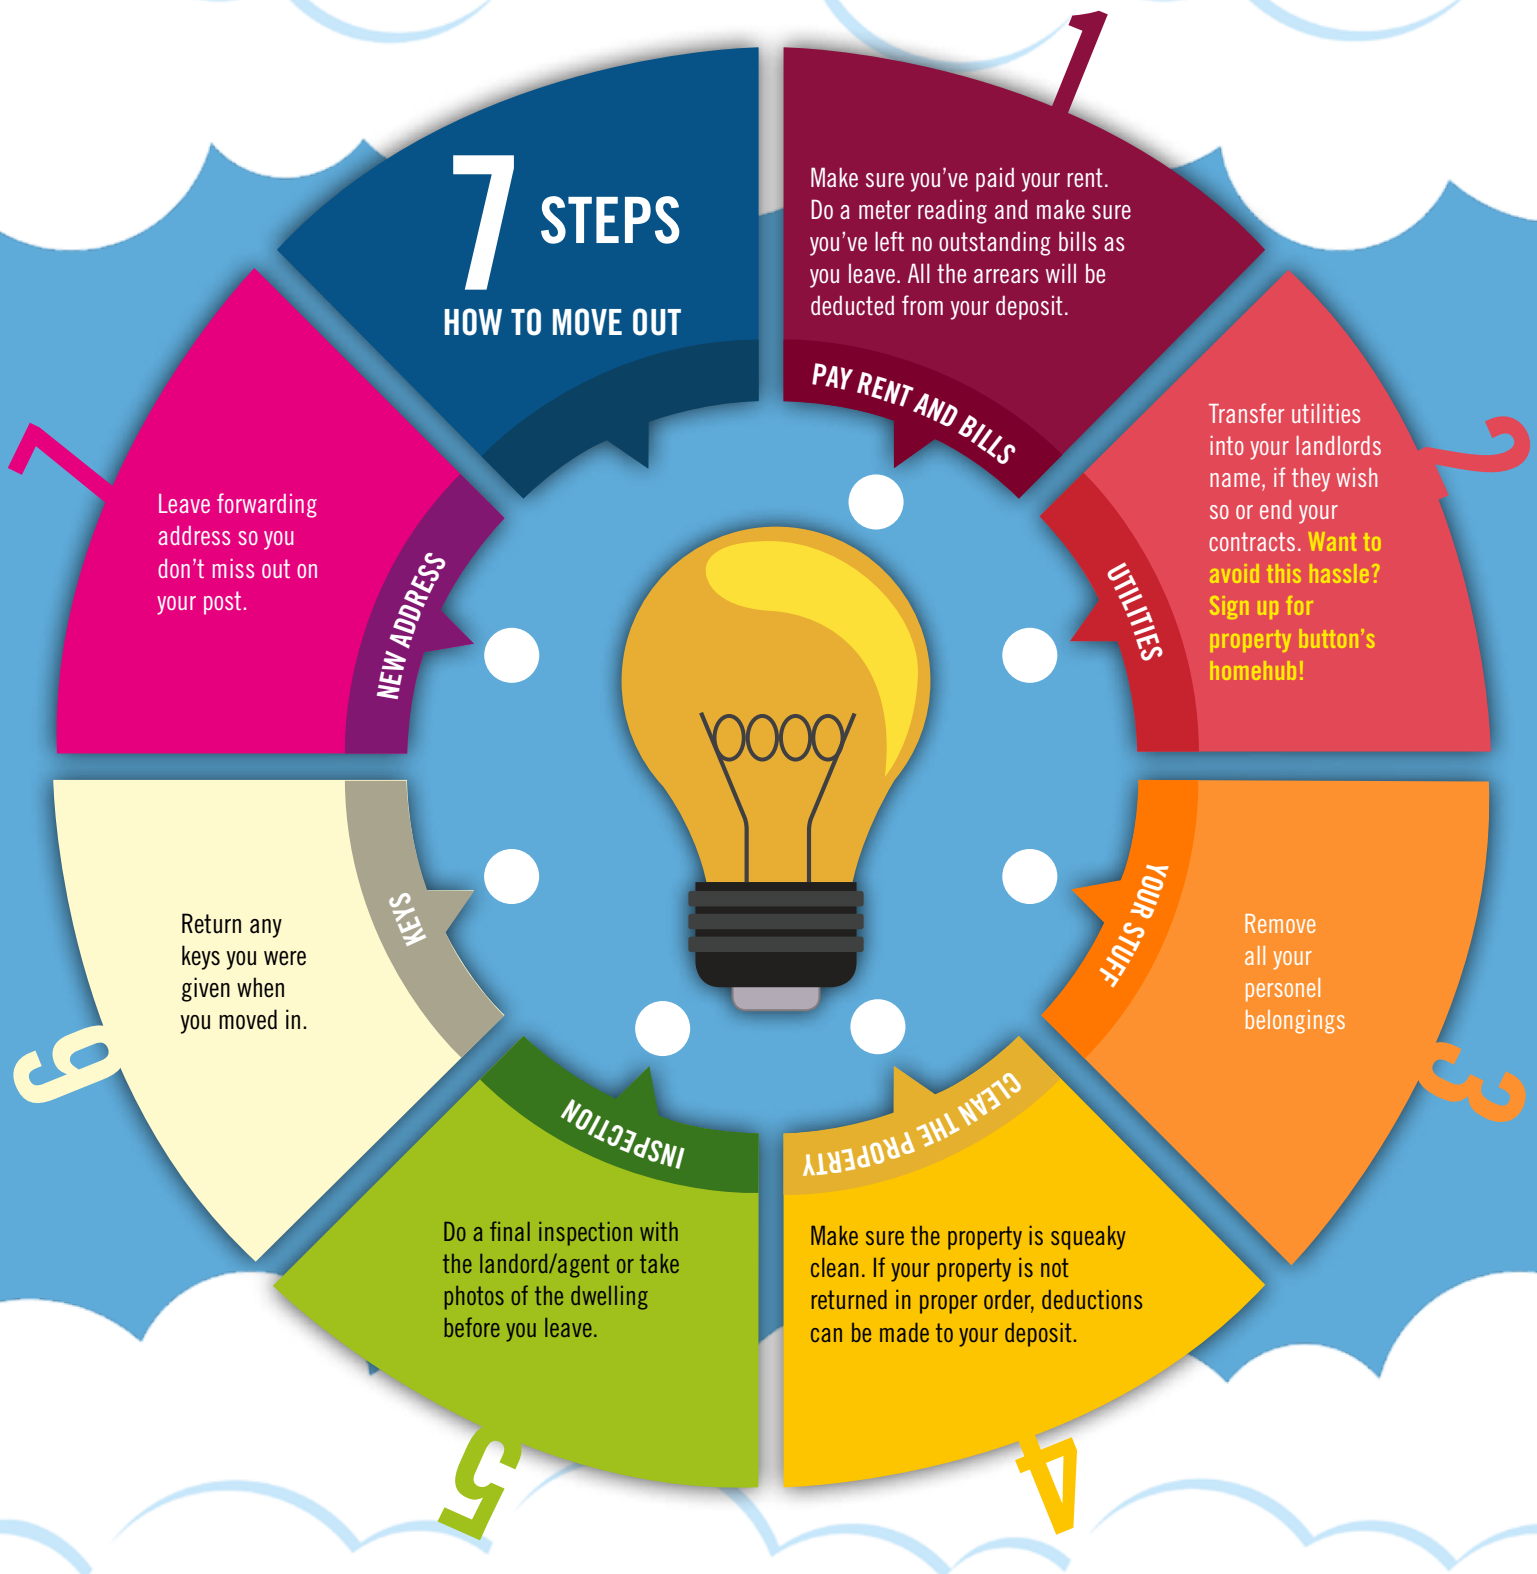 7 STEPS
HOW TO MOVE OUT
1
Make sure you've paid your rent.
Do a meter reading and make sure
you've left no outstanding bills as
you leave. All the arrears will be
deducted from your deposit.
PAY RENT AND BILLS
2
Transfer utilities
into your landlords
name, if they wish
so or end your
contracts. Want to
avoid this hassle?
Sign up for
property button's
homehub!
UTILITIES
3
Remove
all your
personel
belongings
YOUR STUFF
4
CLEAN THE PROPERTY
Make sure the property is squeaky
clean. If your property is not
returned in proper order, deductions
can be made to your deposit.
5
INSPECTION
Do a final inspection with
the landord/agent or take
photos of the dwelling
before you leave.
6
Return any
keys you were
given when
you moved in.
KEYS
7
Leave forwarding
address so you
don't miss out on
your post.
NEW ADDRESS